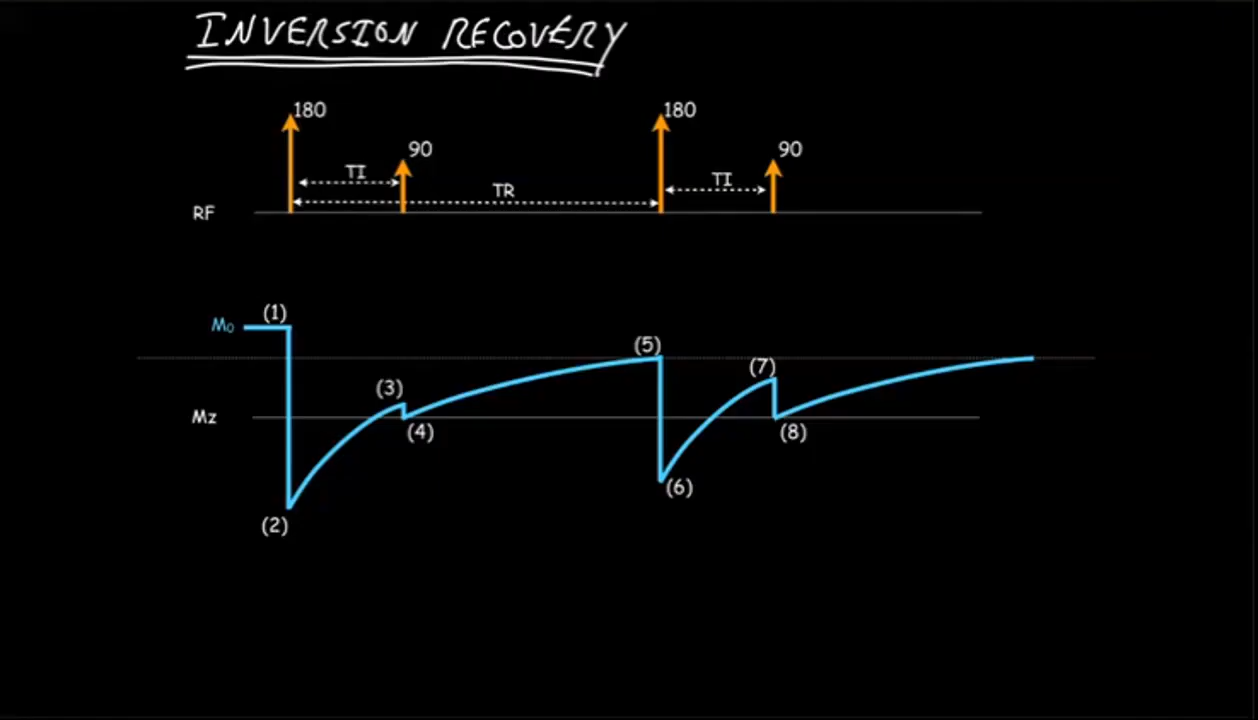 INVERSION RECOVERY
180 180
90 90
TI TI
TR
RF
(1)
M₀
(5)
(7)
(3)
Mz
(4) (8)
(6)
(2)